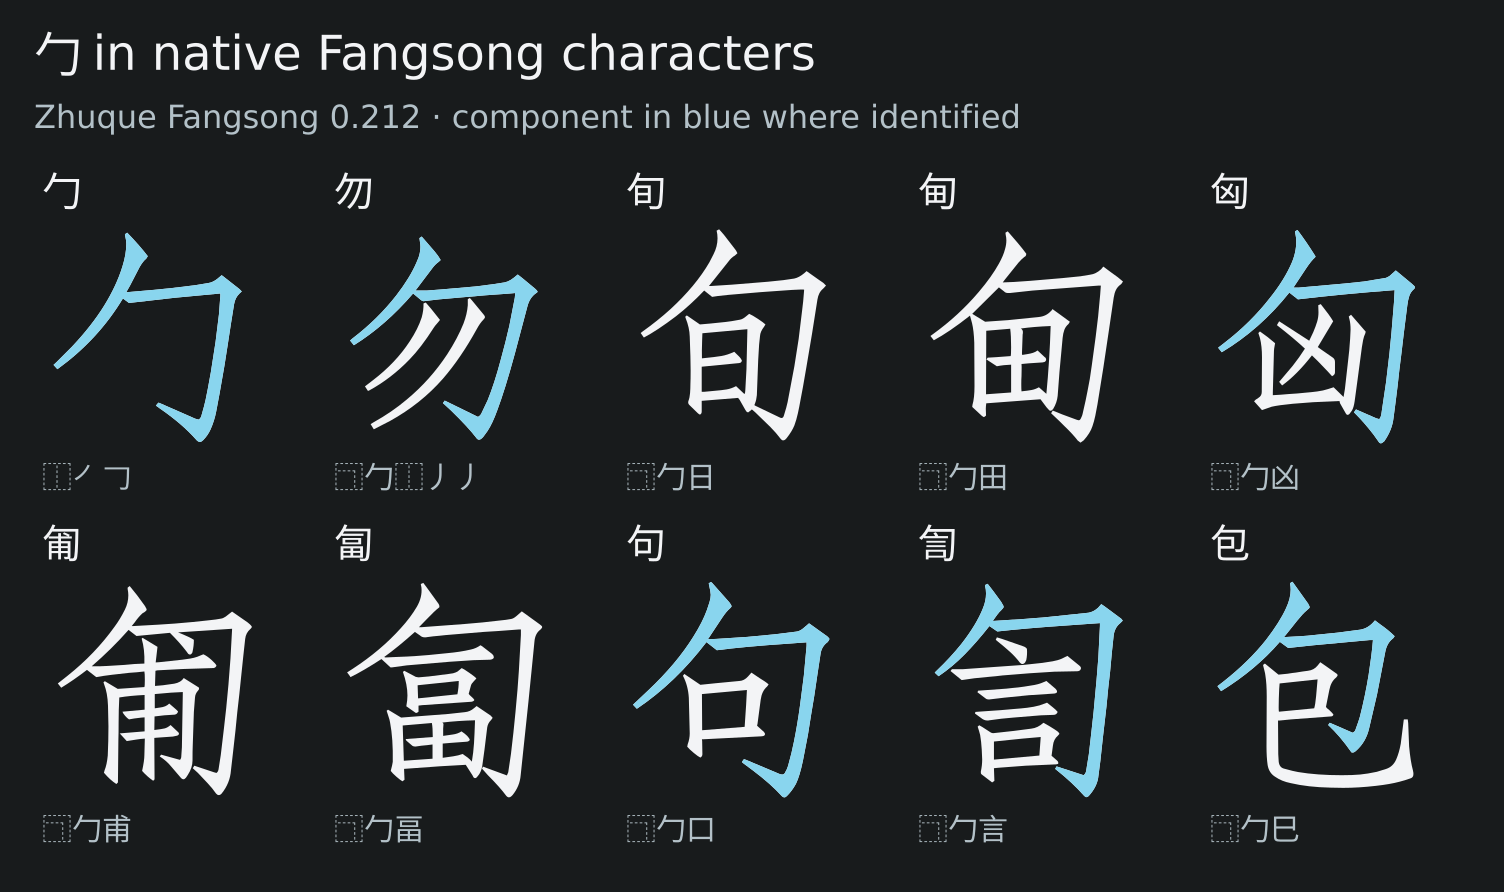 勹 in native Fangsong characters
Zhuque Fangsong 0.212 · component in blue where identified
勹 勿 旬 甸 匈
勹 勿 旬 甸 匈
⿰㇒𠃌 ⿹勹⿰丿丿 ⿹勹日 ⿹勹田 ⿹勹凶
匍 匐 句 訇 包
匍 匐 句 訇 包
⿹勹甫 ⿹勹畐 ⿹勹口 ⿹勹言 ⿹勹巳